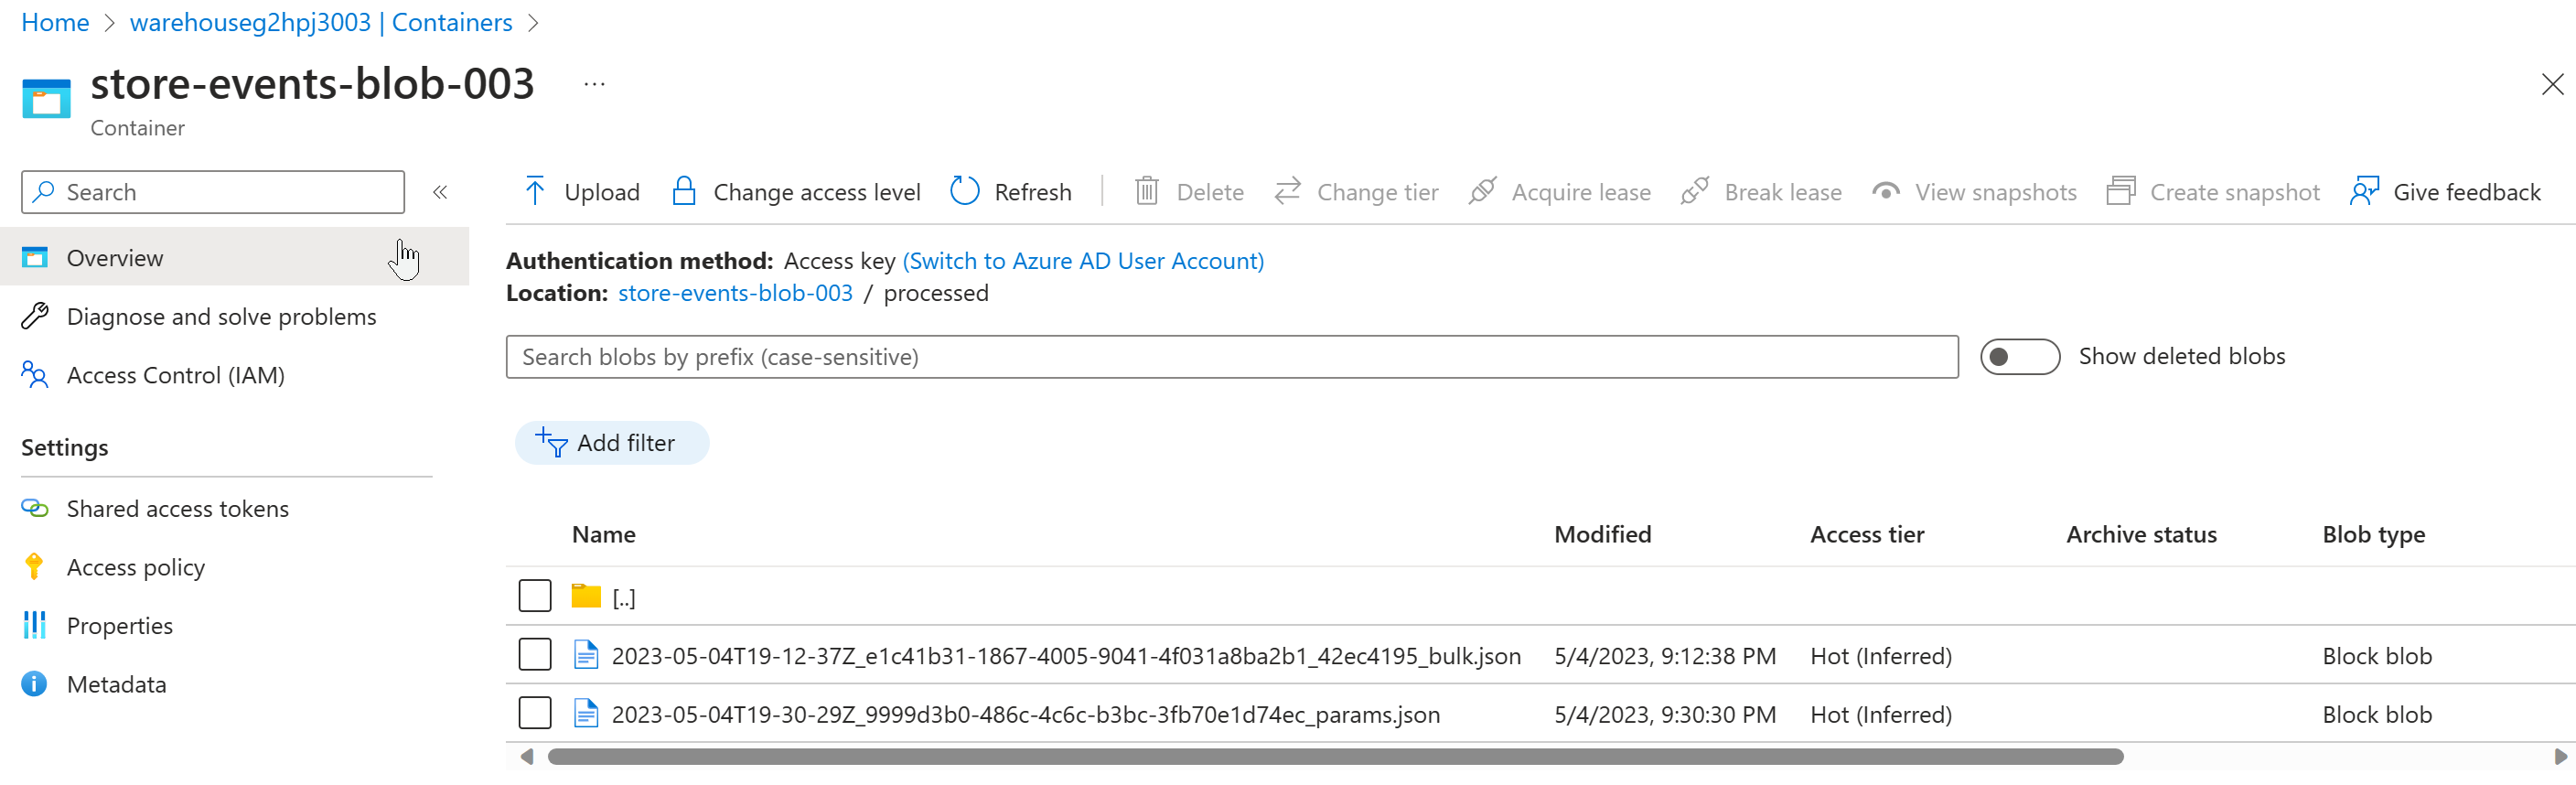 Home > warehouseg2hpj3003 | Containers >
store-events-blob-003 ...
Container
Search «
Upload Change access level Refresh Delete Change tier Acquire lease Break lease View snapshots Create snapshot Give feedback
Overview
Diagnose and solve problems
Access Control (IAM)
Settings
Shared access tokens
Access policy
Properties
Metadata
Authentication method: Access key (Switch to Azure AD User Account)
Location: store-events-blob-003 / processed
Search blobs by prefix (case-sensitive) Show deleted blobs
Add filter
Name Modified Access tier Archive status Blob type
[..]
2023-05-04T19-12-37Z_e1c41b31-1867-4005-9041-4f031a8ba2b1_42ec4195_bulk.json 5/4/2023, 9:12:38 PM Hot (Inferred) Block blob
2023-05-04T19-30-29Z_9999d3b0-486c-4c6c-b3bc-3fb70e1d74ec_params.json 5/4/2023, 9:30:30 PM Hot (Inferred) Block blob